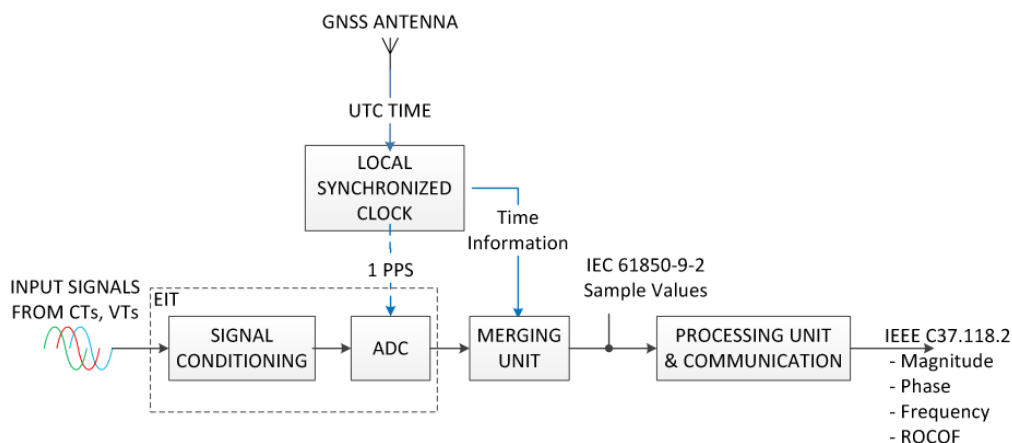 GNSS ANTENNA
UTC TIME
LOCAL
SYNCHRONIZED
CLOCK
Time
Information
1 PPS
IEC 61850-9-2
Sample Values
INPUT SIGNALS
FROM CTs, VTs
EIT
SIGNAL
CONDITIONING
ADC
MERGING
UNIT
PROCESSING UNIT
& COMMUNICATION
IEEE C37.118.2
- Magnitude
- Phase
- Frequency
- ROCOF